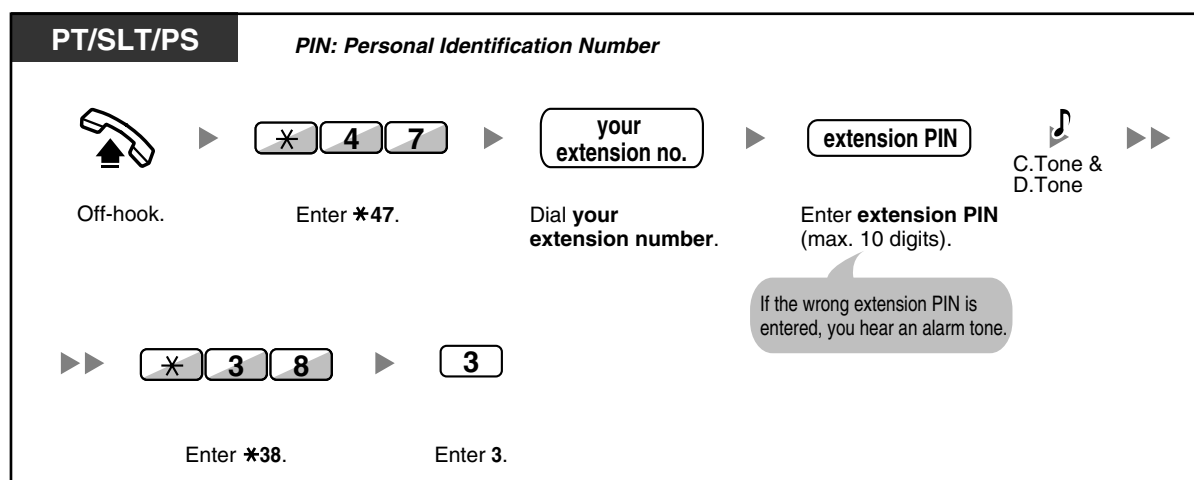 PT/SLT/PS
PIN: Personal Identification Number
* 4 7
your
extension no.
extension PIN
C.Tone &
D.Tone
Off-hook.
Enter *47.
Dial your
extension number.
Enter extension PIN
(max. 10 digits).
If the wrong extension PIN is
entered, you hear an alarm tone.
* 3 8
3
Enter *38.
Enter 3.